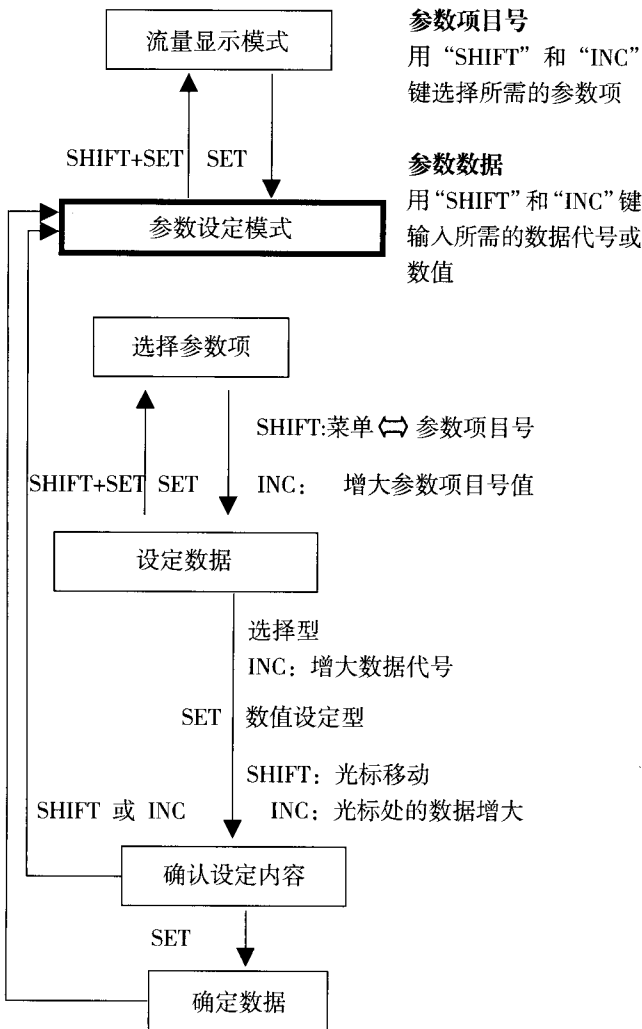 流量显示模式
参数项目号
用“SHIFT”和“INC”
键选择所需的参数项
SHIFT+SET SET
参数数据
用“SHIFT”和“INC”键
输入所需的数据代号或
数值
参数设定模式
选择参数项
SHIFT:菜单⇔参数项目号
SHIFT+SET SET
INC： 增大参数项目号值
设定数据
选择型
INC：增大数据代号
SET
数值设定型
SHIFT：光标移动
SHIFT 或 INC
INC：光标处的数据增大
确认设定内容
SET
确定数据